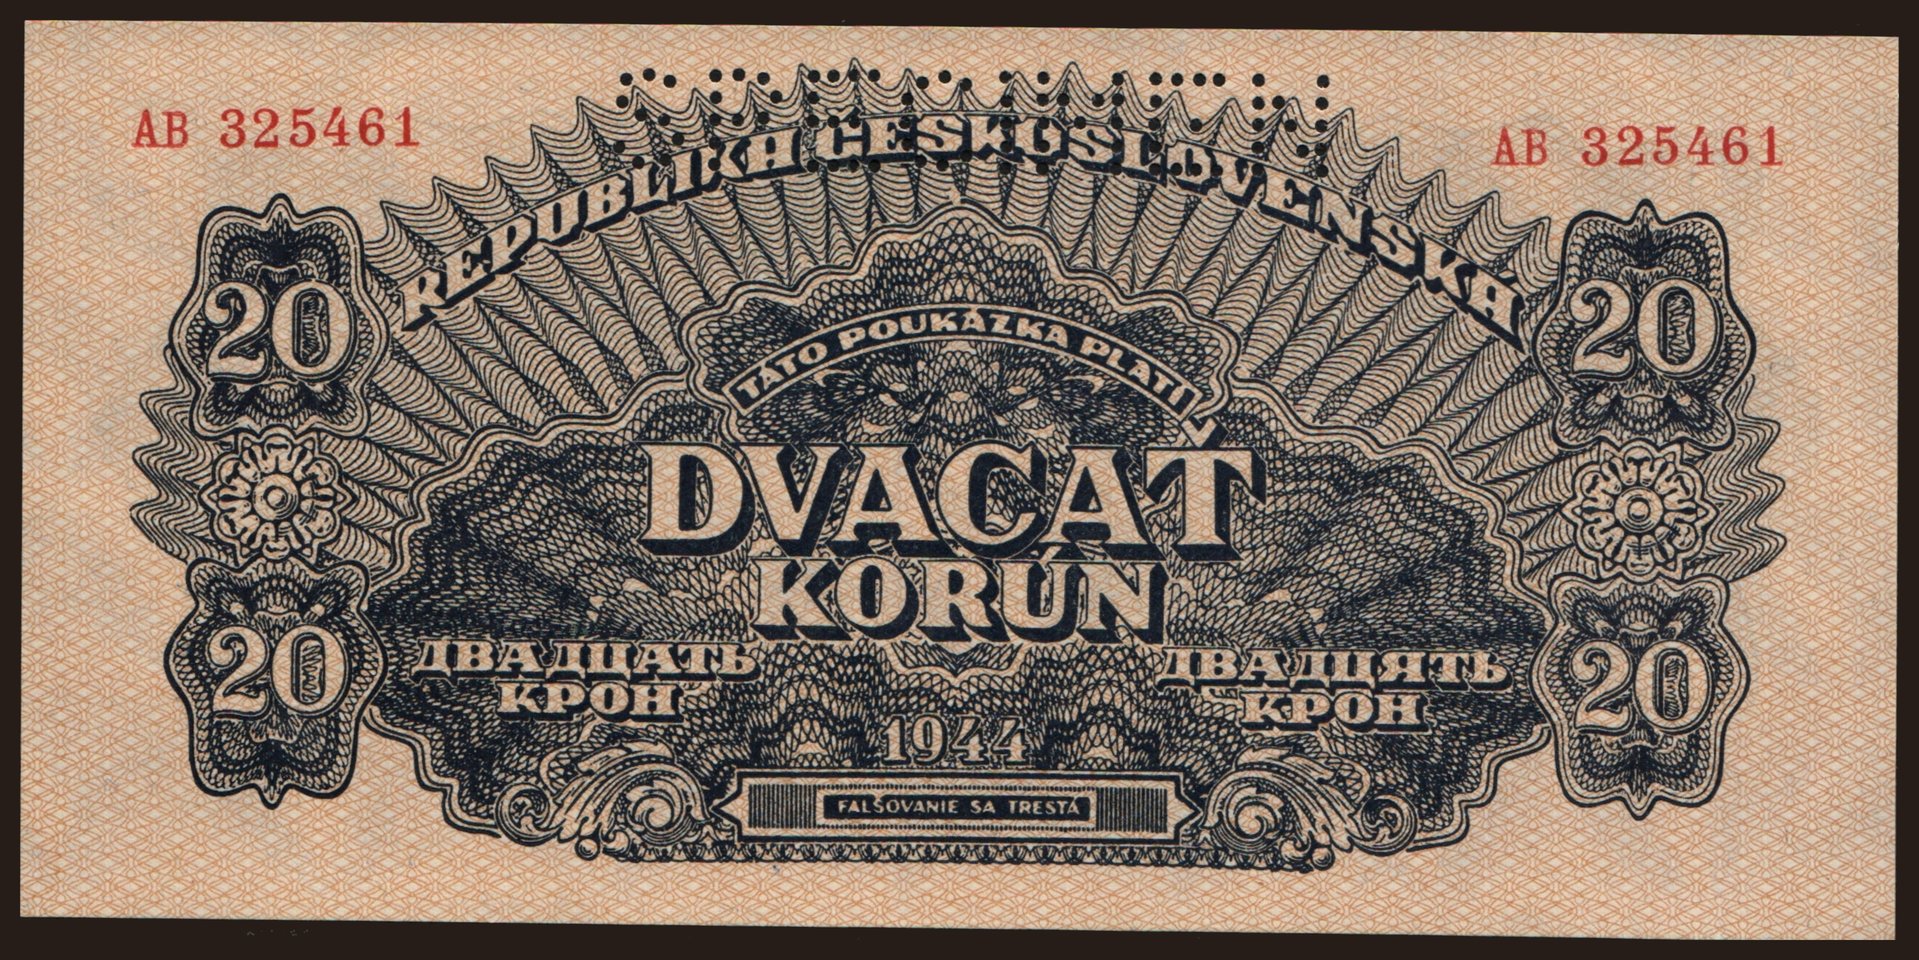 SPECIMEN
AB 325461
AB 325461
REPUBLIKA ČESKOSLOVENSKÁ
20
20
TÁTO POUKÁZKA PLATÍ
DVACAŤ
KORÚN
ДВАДЦАТЬ
КРОН
ДВАДЦЯТЬ
КРОН
20
20
1944
FALŠOVANIE SA TRESTÁ